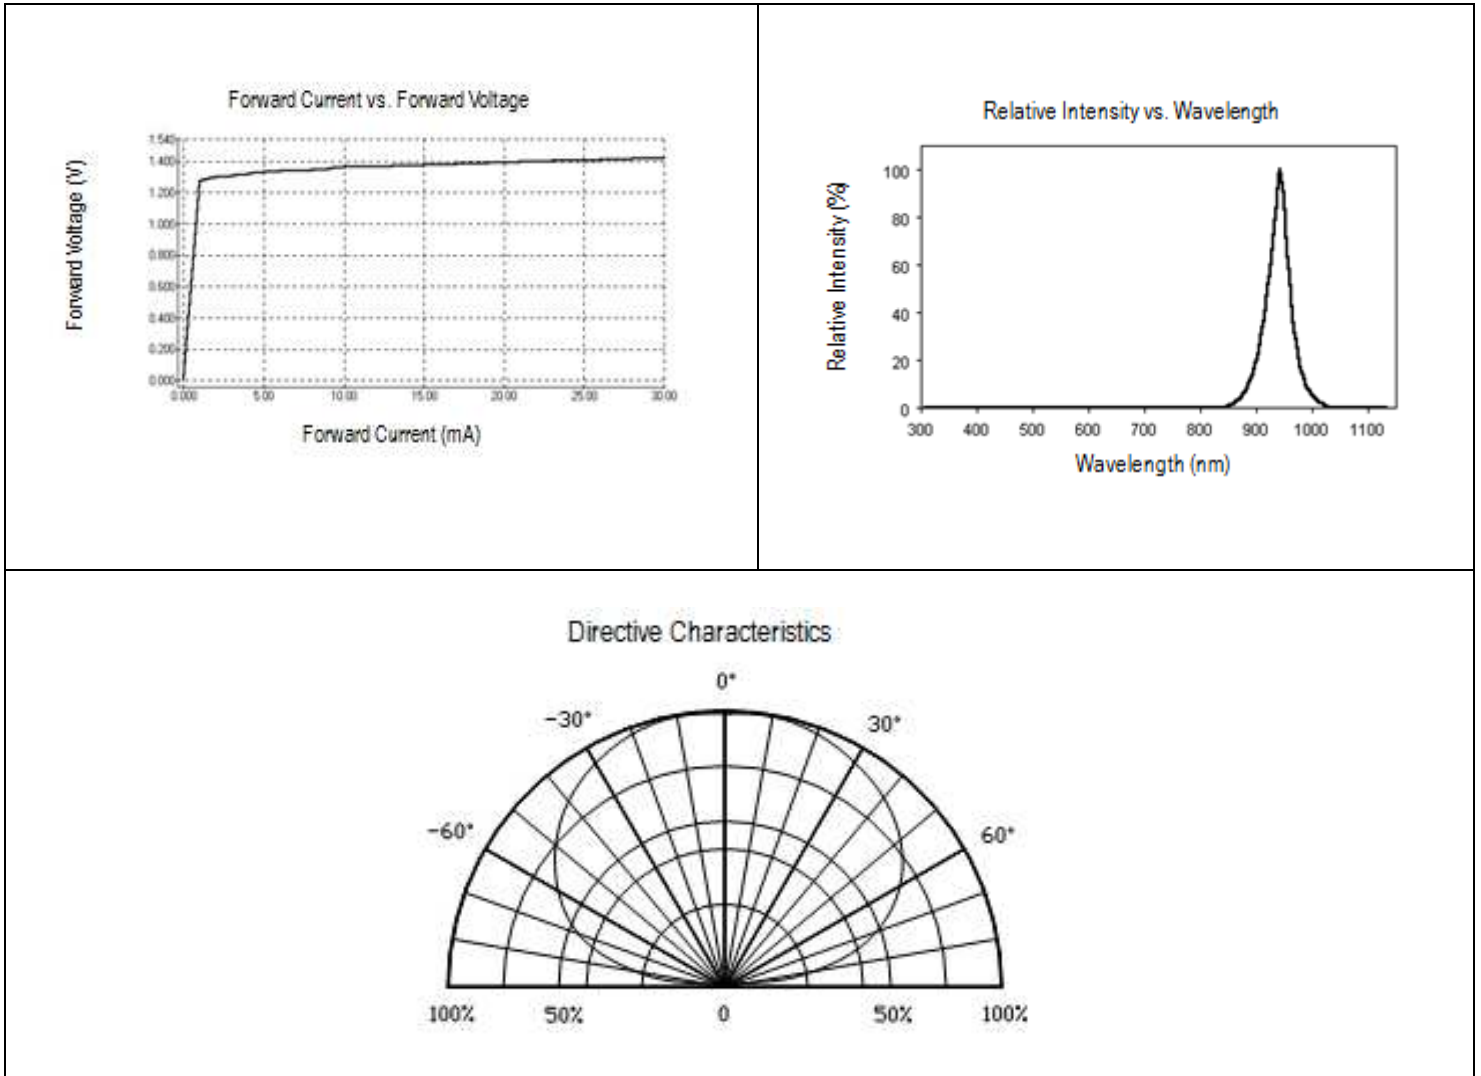 Forward Current vs. Forward Voltage
Forward Voltage (V)
1.540
1.400
1.200
1.000
0.800
0.600
0.400
0.200
0.000
0.000 5.00 10.00 15.00 20.00 25.00 30.00
Forward Current (mA)
Relative Intensity vs. Wavelength
Relative Intensity (%)
100
80
60
40
20
0
300 400 500 600 700 800 900 1000 1100
Wavelength (nm)
Directive Characteristics
0°
-30° 30°
-60° 60°
100% 50% 0 50% 100%